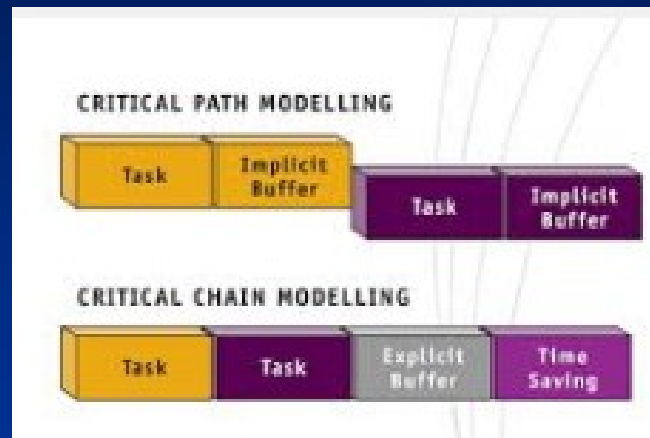 CRITICAL PATH MODELLING
Task
Implicit
Buffer
Task
Implicit
Buffer
CRITICAL CHAIN MODELLING
Task
Task
Explicit
Buffer
Time
Saving